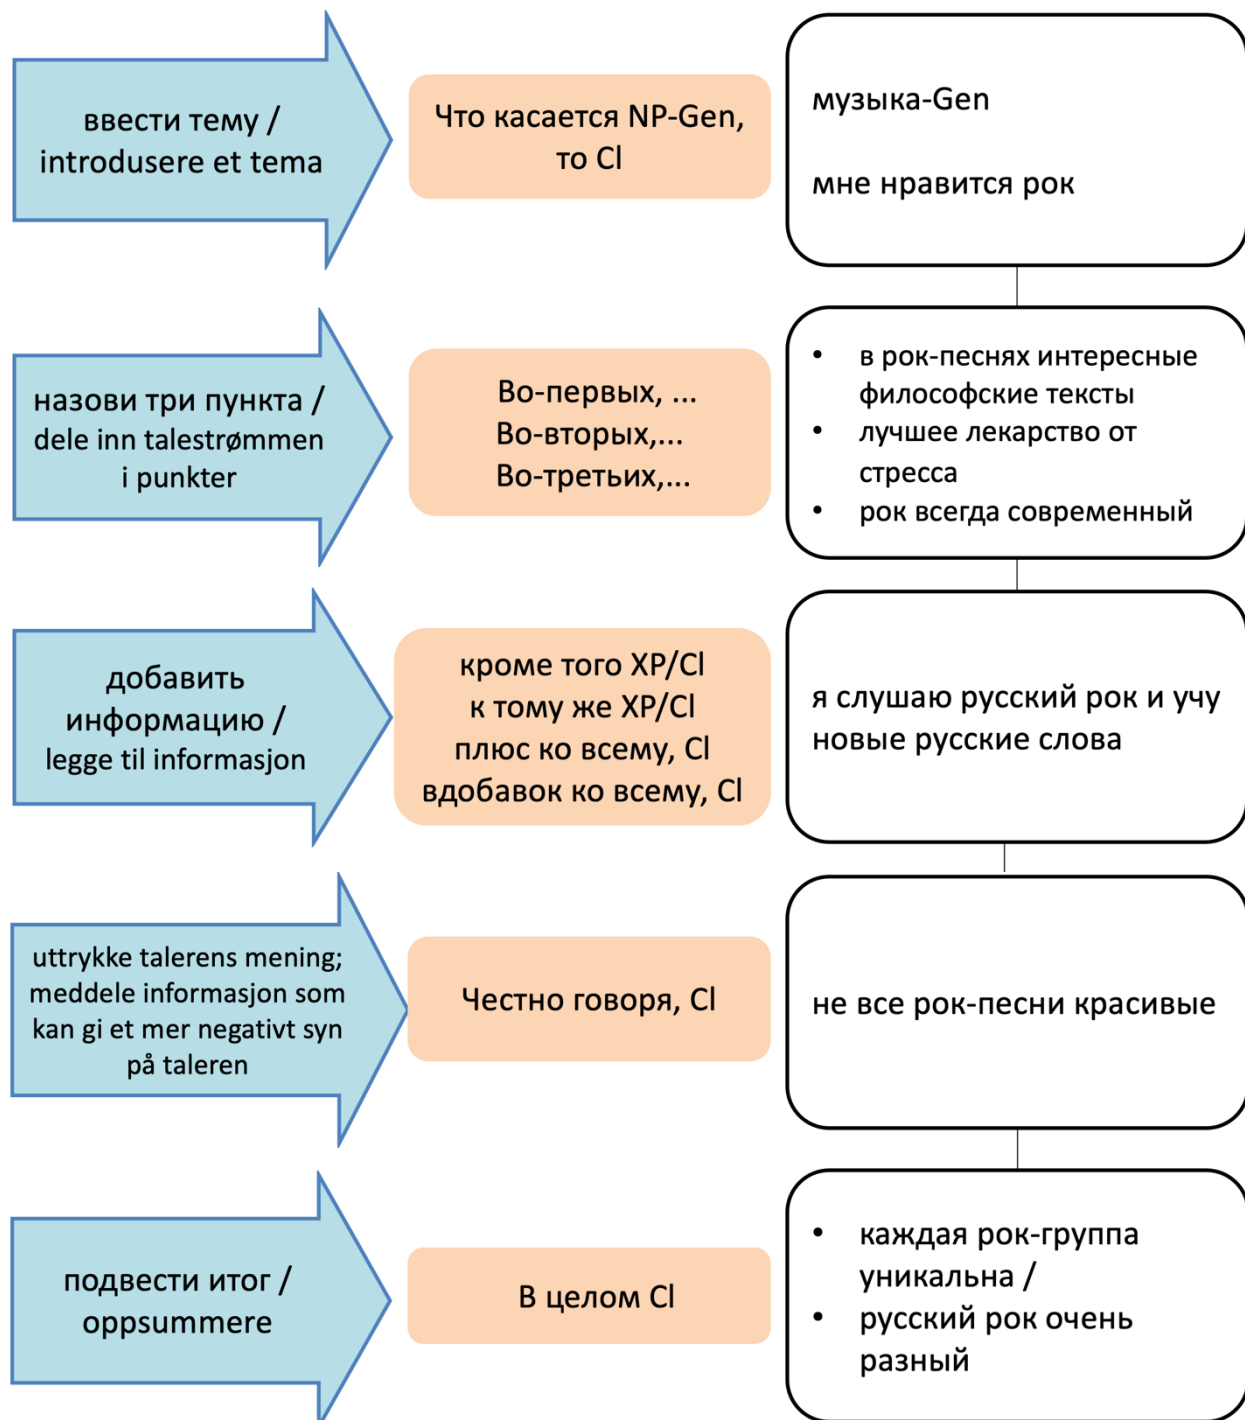 ввести тему /
introdusere et tema
Что касается NP-Gen,
то Cl
музыка-Gen
мне нравится рок
назови три пункта /
dele inn talestrømmen
i punkter
Во-первых, ...
Во-вторых,...
Во-третьих,...
• в рок-песнях интересные
философские тексты
• лучшее лекарство от
стресса
• рок всегда современный
добавить
информацию /
legge til informasjon
кроме того XP/Cl
к тому же XP/Cl
плюс ко всему, Cl
вдобавок ко всему, Cl
я слушаю русский рок и учу
новые русские слова
uttrykke talerens mening;
meddele informasjon som
kan gi et mer negativt syn
på taleren
Честно говоря, Cl
не все рок-песни красивые
подвести итог /
oppsummere
В целом Cl
• каждая рок-группа
уникальна /
• русский рок очень
разный